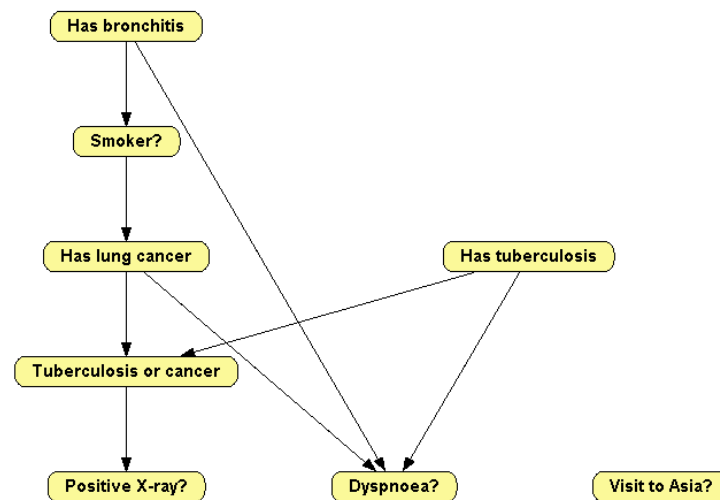 Has bronchitis
Smoker?
Has lung cancer
Has tuberculosis
Tuberculosis or cancer
Positive X-ray?
Dyspnoea?
Visit to Asia?